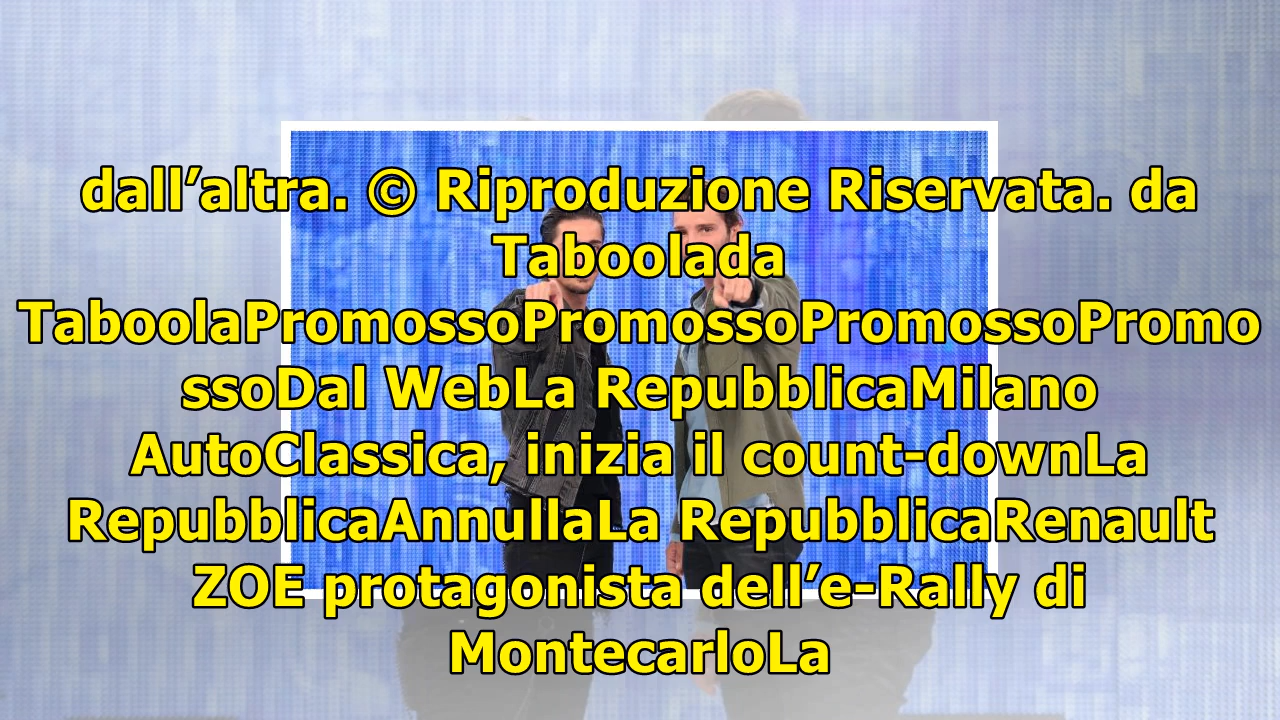 dall’altra. © Riproduzione Riservata. da
Taboolada
TaboolaPromossoPromossoPromossoPromo
ssoDal WebLa RepubblicaMilano
AutoClassica, inizia il count-downLa
RepubblicaAnnullaLa RepubblicaRenault
ZOE protagonista dell’e-Rally di
MontecarloLa